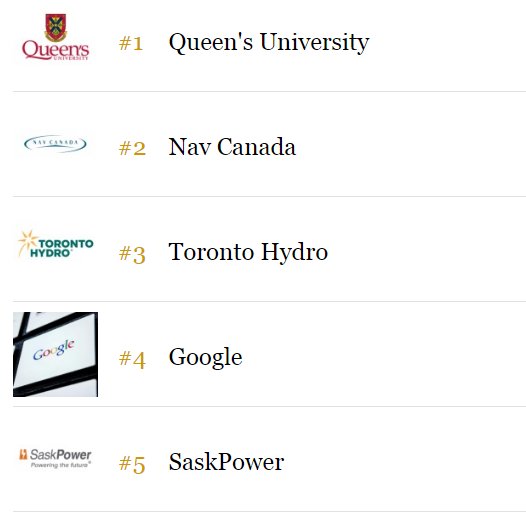 Queen's
UNIVERSITY
#1 Queen's University
NAV CANADA
#2 Nav Canada
TORONTO
HYDRO
#3 Toronto Hydro
Google
#4 Google
SaskPower
Powering the future®
#5 SaskPower